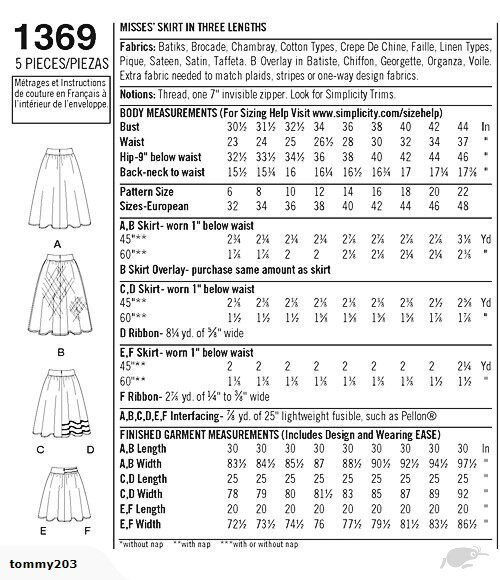 1369
5 PIECES/PIEZAS
Métrages et Instructions
de couture en Français à
l'intérieur de l'enveloppe.
A
B
C D
E F
MISSES' SKIRT IN THREE LENGTHS
Fabrics: Batiks, Brocade, Chambray, Cotton Types, Crepe De Chine, Faille, Linen Types,
Pique, Sateen, Satin, Taffeta. B Overlay in Batiste, Chiffon, Georgette, Organza, Voile.
Extra fabric needed to match plaids, stripes or one-way design fabrics.
Notions: Thread, one 7" invisible zipper. Look for Simplicity Trims.
BODY MEASUREMENTS (For Sizing Help Visit www.simplicity.com/sizehelp)
Bust 30½ 31½ 32½ 34 36 38 40 42 44 In
Waist 23 24 25 26½ 28 30 32 34 37 "
Hip-9" below waist 32½ 33½ 34½ 36 38 40 42 44 46 "
Back-neck to waist 15½ 15¾ 16 16¼ 16½ 16¾ 17 17¼ 17⅜ "
Pattern Size 6 8 10 12 14 16 18 20 22
Sizes-European 32 34 36 38 40 42 44 46 48
A,B Skirt- worn 1" below waist
45"** 2¾ 2¾ 2¾ 2¾ 2⅞ 2⅞ 2⅞ 2⅞ 3⅛ Yd
60"** 1⅞ 1⅞ 2 2 2⅛ 2⅛ 2¼ 2¼ 2⅜ "
B Skirt Overlay- purchase same amount as skirt
C,D Skirt- worn 1" below waist
45"** 2⅜ 2⅜ 2⅜ 2⅜ 2⅜ 2⅜ 2⅜ 2½ 2¾ Yd
60"** 1½ 1½ 1⅝ 1⅝ 1⅝ 1⅝ 1¾ 1⅞ 1⅞ "
D Ribbon- 8¼ yd. of ⅝" wide
E,F Skirt- worn 1" below waist
45"** 2 2 2 2 2 2 2 2 2¼ Yd
60"** 1⅜ 1⅜ 1⅜ 1⅜ 1⅜ 1⅜ 1⅜ 1½ 1½ "
F Ribbon- 2⅞ yd. of ¼" to ⅜" wide
A,B,C,D,E,F Interfacing- ⅞ yd. of 25" lightweight fusible, such as Pellon®
FINISHED GARMENT MEASUREMENTS (Includes Design and Wearing EASE)
A,B Length 30 30 30 30 30 30 30 30 30 In
A,B Width 83½ 84½ 85½ 87 88½ 90½ 92½ 94½ 97½ "
C,D Length 25 25 25 25 25 25 25 25 25 "
C,D Width 78 79 80 81½ 83 85 87 89 92 "
E,F Length 20 20 20 20 20 20 20 20 20 "
E,F Width 72½ 73½ 74½ 76 77½ 79½ 81½ 83½ 86½ "
*without nap **with nap ***with or without nap
tommy203